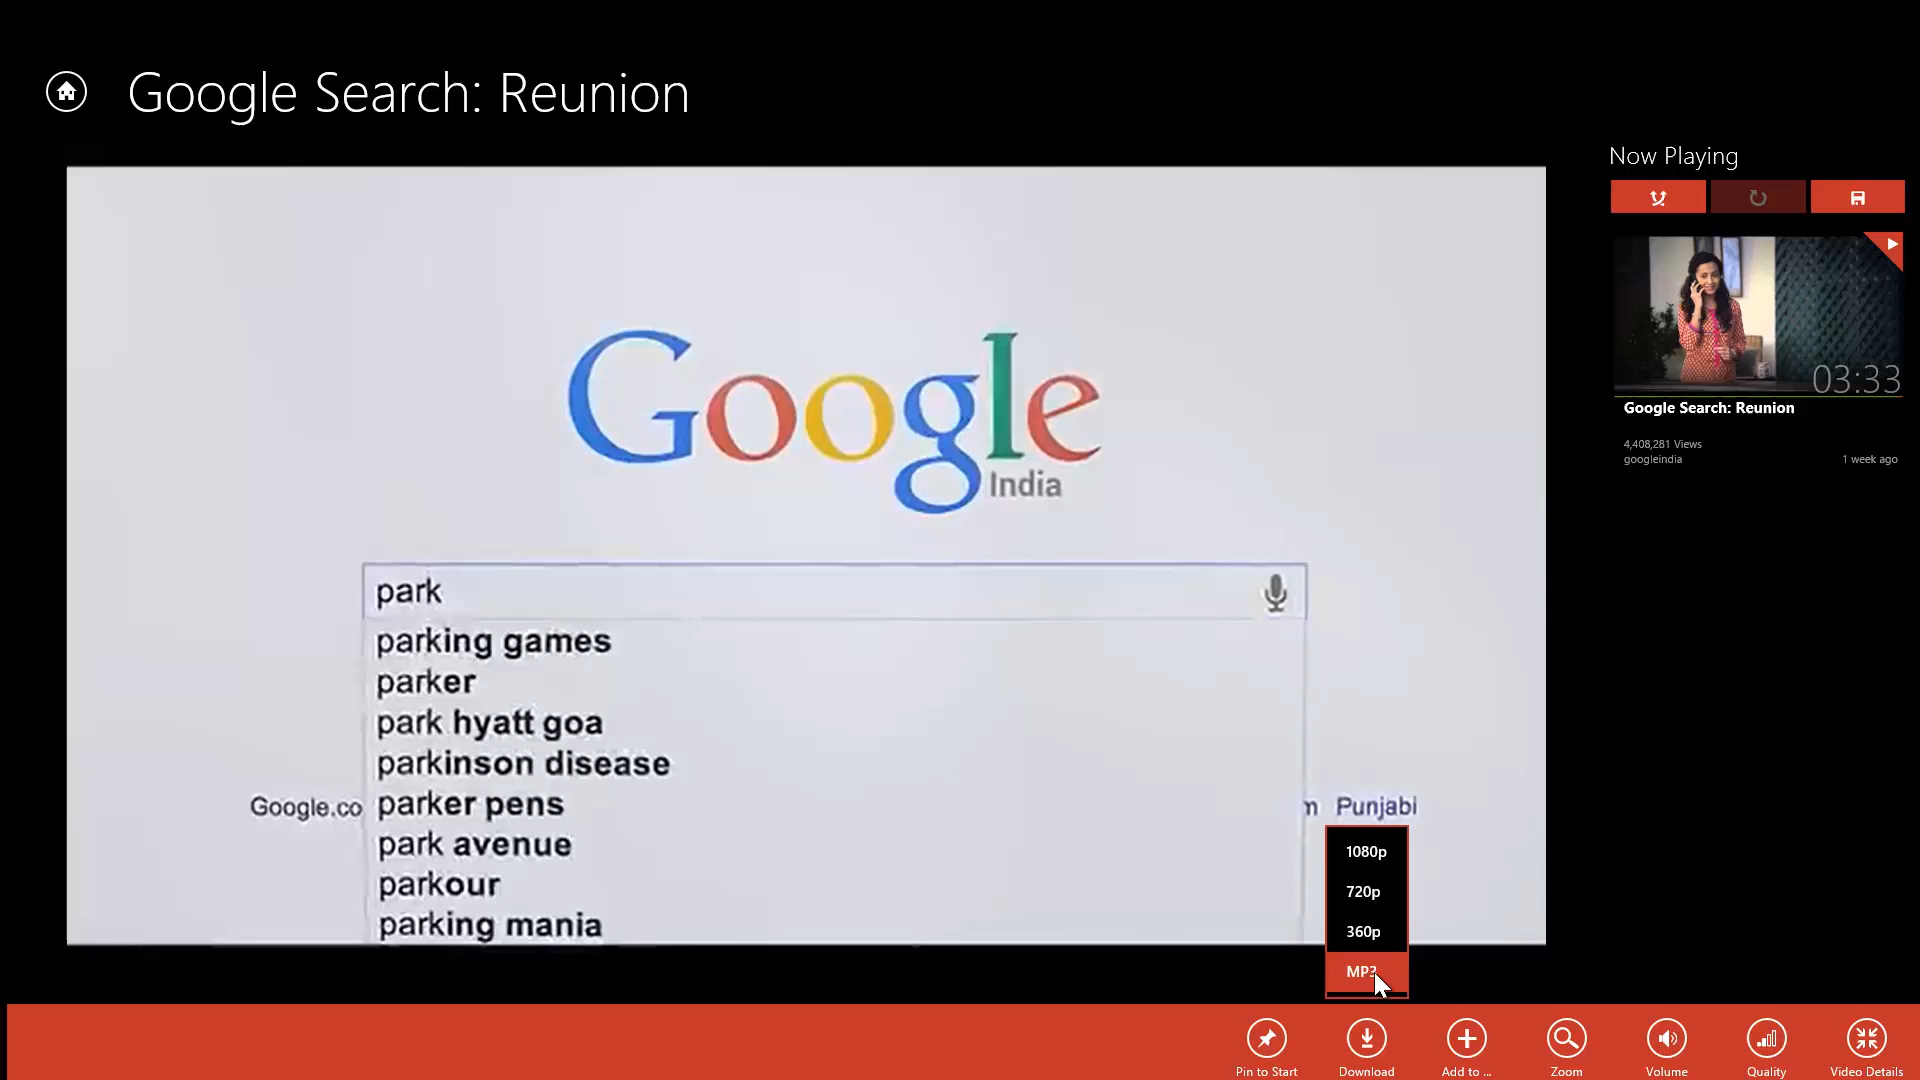 Google Search: Reunion
Now Playing
03:33
Google Search: Reunion
4,408,281 Views
googleindia
1 week ago
Google
India
park
parking games
parker
park hyatt goa
parkinson disease
Google.co
parker pens
Punjabi
park avenue
parkour
parking mania
1080p
720p
360p
MP3
Pin to Start
Download
Add to ...
Zoom
Volume
Quality
Video Details